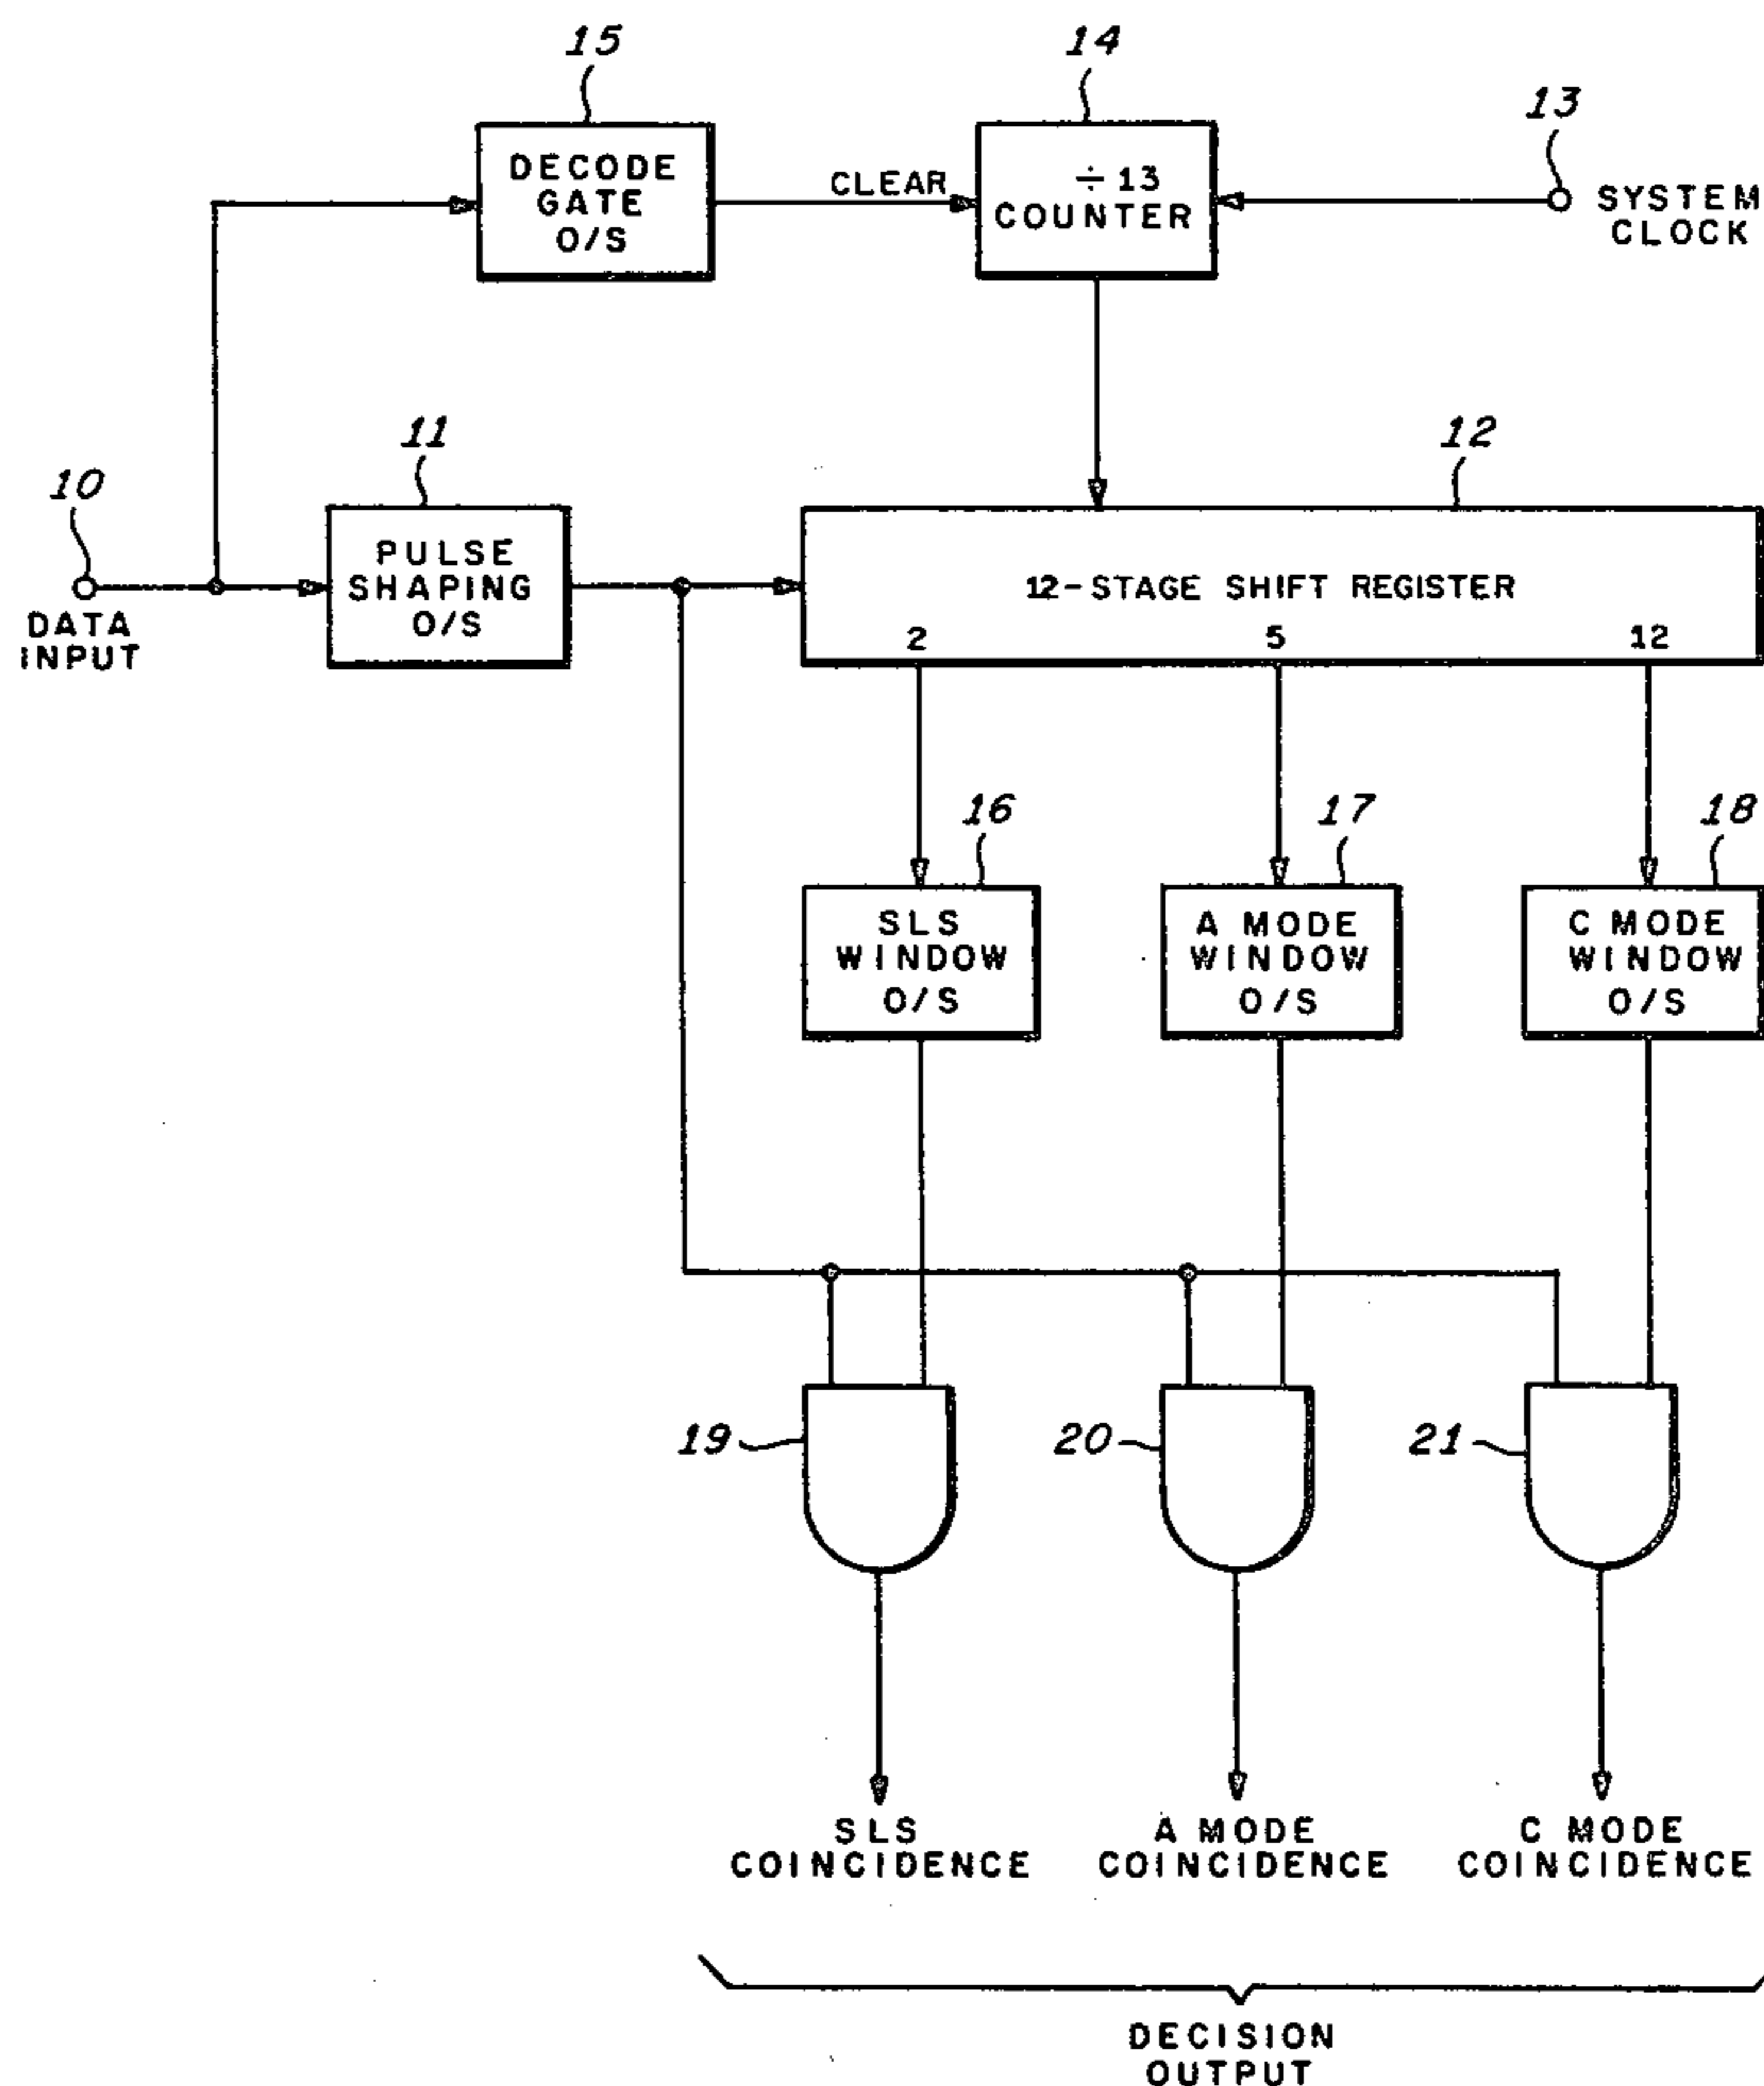 15
14
13
DECODE
GATE
O/S
CLEAR
÷13
COUNTER
SYSTEM
CLOCK
10
11
12
DATA
INPUT
PULSE
SHAPING
O/S
12-STAGE SHIFT REGISTER
2 5 12
16
17
18
SLS
WINDOW
O/S
A MODE
WINDOW
O/S
C MODE
WINDOW
O/S
19
20
21
SLS
COINCIDENCE
A MODE
COINCIDENCE
C MODE
COINCIDENCE
DECISION
OUTPUT